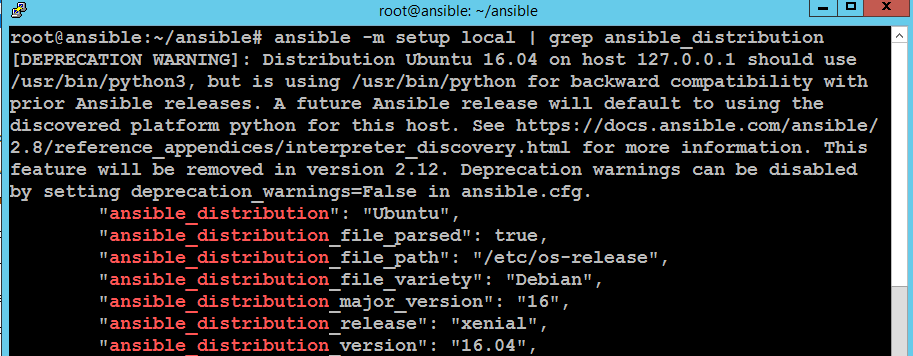 root@ansible: ~/ansible
root@ansible:~/ansible# ansible -m setup local | grep ansible_distribution
[DEPRECATION WARNING]: Distribution Ubuntu 16.04 on host 127.0.0.1 should use
/usr/bin/python3, but is using /usr/bin/python for backward compatibility with
prior Ansible releases. A future Ansible release will default to using the
discovered platform python for this host. See https://docs.ansible.com/ansible/
2.8/reference_appendices/interpreter_discovery.html for more information. This
feature will be removed in version 2.12. Deprecation warnings can be disabled
by setting deprecation_warnings=False in ansible.cfg.
"ansible_distribution": "Ubuntu",
"ansible_distribution_file_parsed": true,
"ansible_distribution_file_path": "/etc/os-release",
"ansible_distribution_file_variety": "Debian",
"ansible_distribution_major_version": "16",
"ansible_distribution_release": "xenial",
"ansible_distribution_version": "16.04",